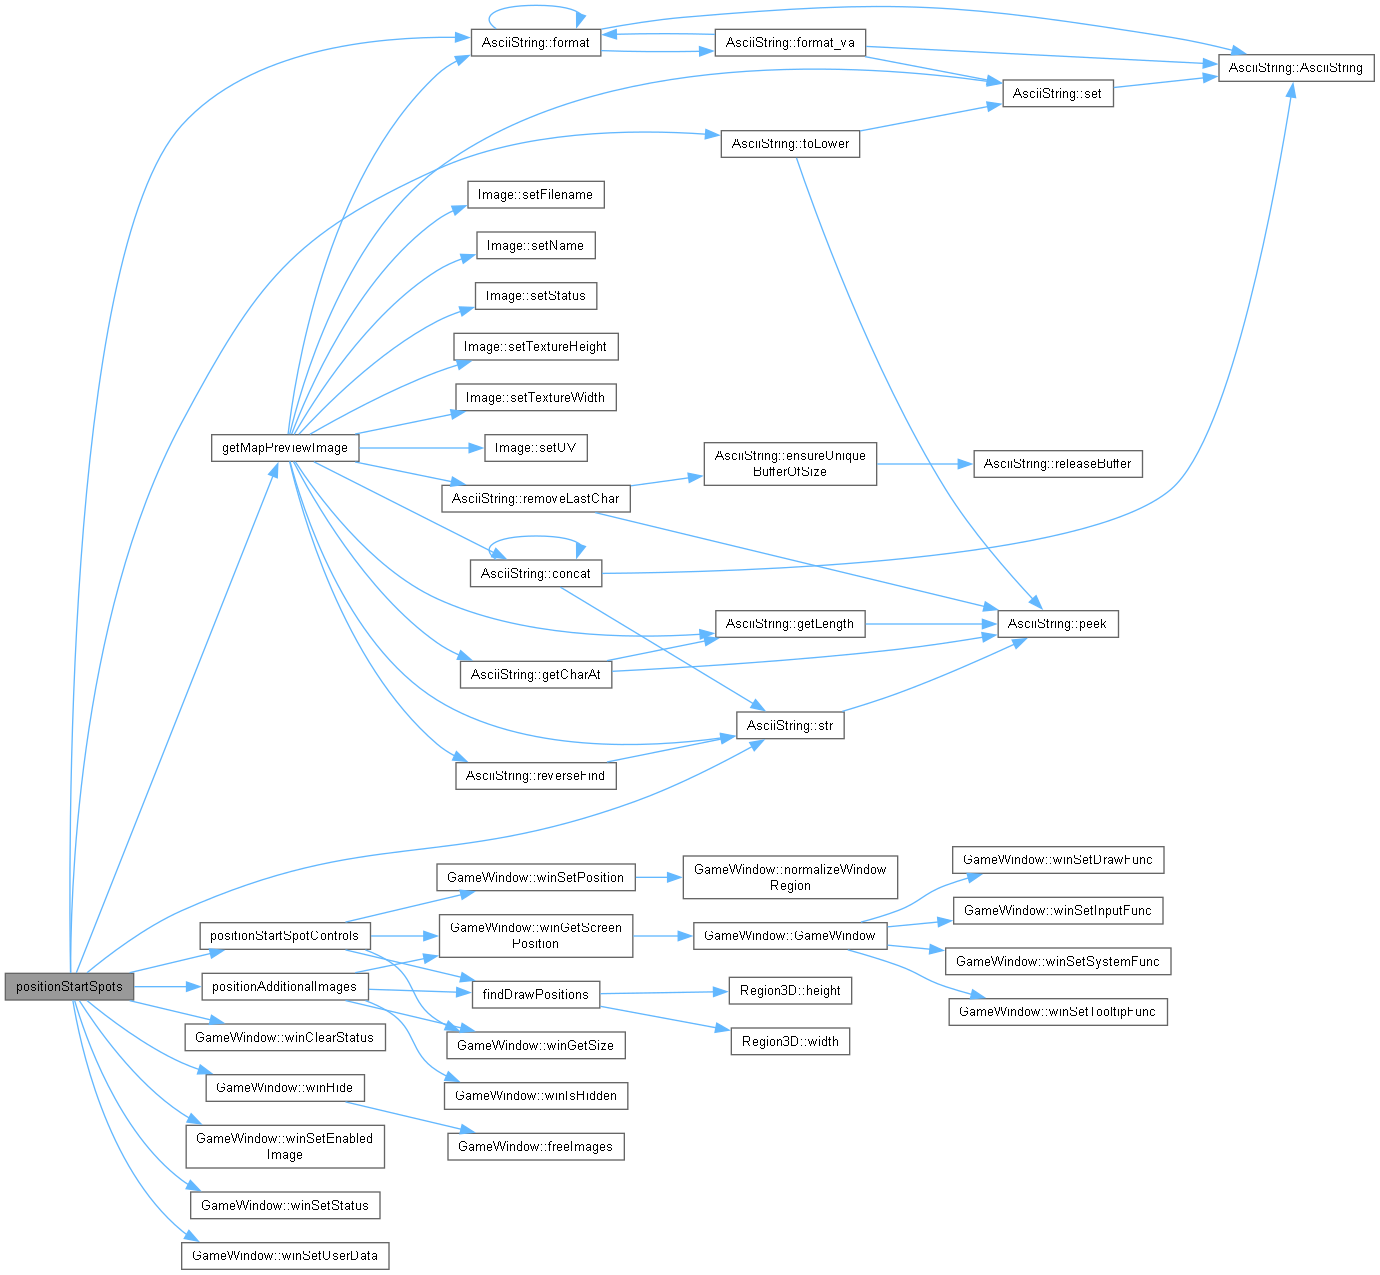 AsciiString::format
AsciiString::format_va
AsciiString::AsciiString
AsciiString::set
AsciiString::toLower
Image::setFilename
Image::setName
Image::setStatus
Image::setTextureHeight
Image::setTextureWidth
getMapPreviewImage
Image::setUV
AsciiString::ensureUnique
BufferOfSize
AsciiString::releaseBuffer
AsciiString::removeLastChar
AsciiString::concat
AsciiString::getLength
AsciiString::peek
AsciiString::getCharAt
AsciiString::str
AsciiString::reverseFind
GameWindow::winSetPosition
GameWindow::normalizeWindow
Region
GameWindow::winSetDrawFunc
positionStartSpotControls
GameWindow::winGetScreen
Position
GameWindow::GameWindow
GameWindow::winSetInputFunc
GameWindow::winSetSystemFunc
positionStartSpots
positionAdditionalImages
findDrawPositions
Region3D::height
GameWindow::winSetTooltipFunc
GameWindow::winClearStatus
GameWindow::winGetSize
Region3D::width
GameWindow::winHide
GameWindow::winIsHidden
GameWindow::winSetEnabled
Image
GameWindow::freeImages
GameWindow::winSetStatus
GameWindow::winSetUserData